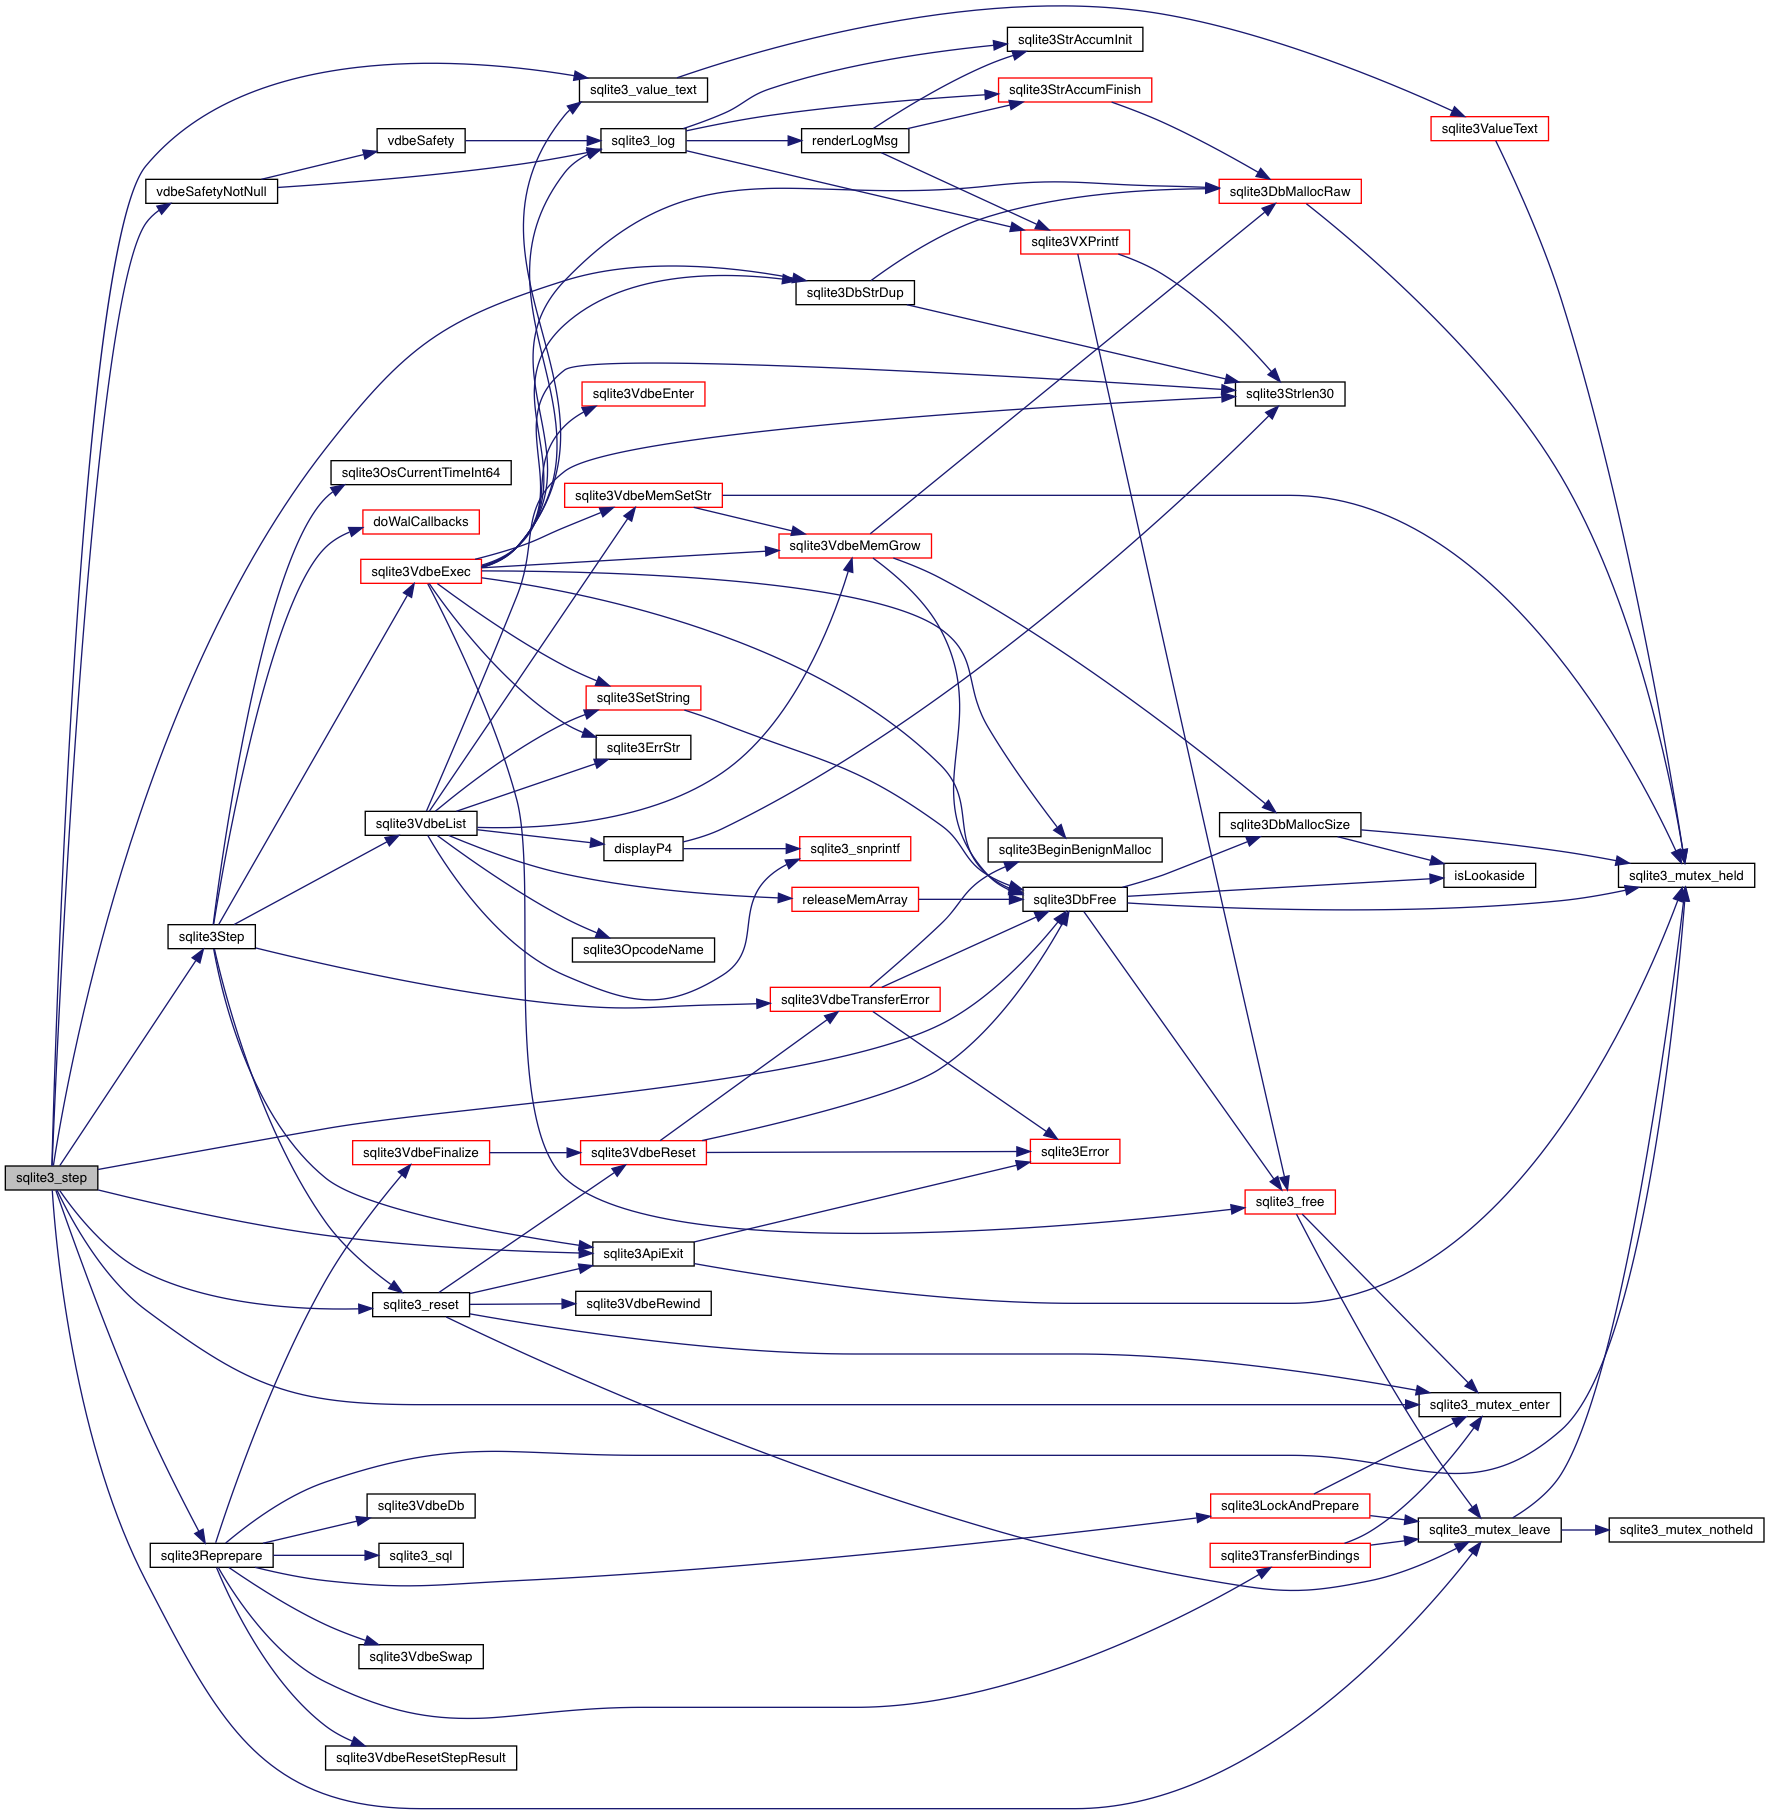 sqlite3StrAccumInit
sqlite3_value_text
sqlite3StrAccumFinish
sqlite3ValueText
vdbeSafety
sqlite3_log
renderLogMsg
vdbeSafetyNotNull
sqlite3DbMallocRaw
sqlite3VXPrintf
sqlite3DbStrDup
sqlite3VdbeEnter
sqlite3Strlen30
sqlite3OsCurrentTimeInt64
sqlite3VdbeMemSetStr
doWalCallbacks
sqlite3VdbeMemGrow
sqlite3VdbeExec
sqlite3SetString
sqlite3ErrStr
sqlite3VdbeList
sqlite3DbMallocSize
displayP4
sqlite3_snprintf
sqlite3BeginBenignMalloc
isLookaside
sqlite3_mutex_held
releaseMemArray
sqlite3DbFree
sqlite3Step
sqlite3OpcodeName
sqlite3VdbeTransferError
sqlite3VdbeFinalize
sqlite3VdbeReset
sqlite3Error
sqlite3_step
sqlite3_free
sqlite3ApiExit
sqlite3_reset
sqlite3VdbeRewind
sqlite3_mutex_enter
sqlite3VdbeDb
sqlite3LockAndPrepare
sqlite3_mutex_leave
sqlite3_mutex_notheld
sqlite3Reprepare
sqlite3_sql
sqlite3TransferBindings
sqlite3VdbeSwap
sqlite3VdbeResetStepResult